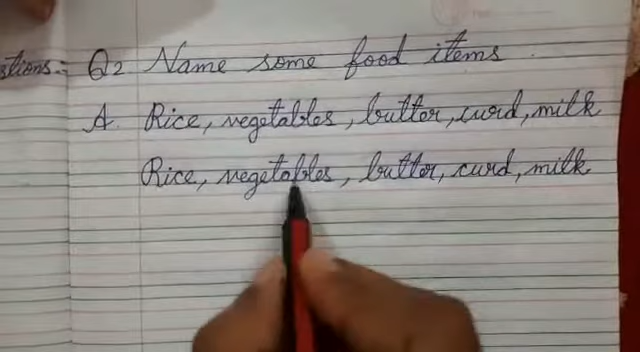 stions:- Q2 Name some food items
A. Rice, vegetables, butter, curd, milk
Rice, vegetables, butter, curd, milk